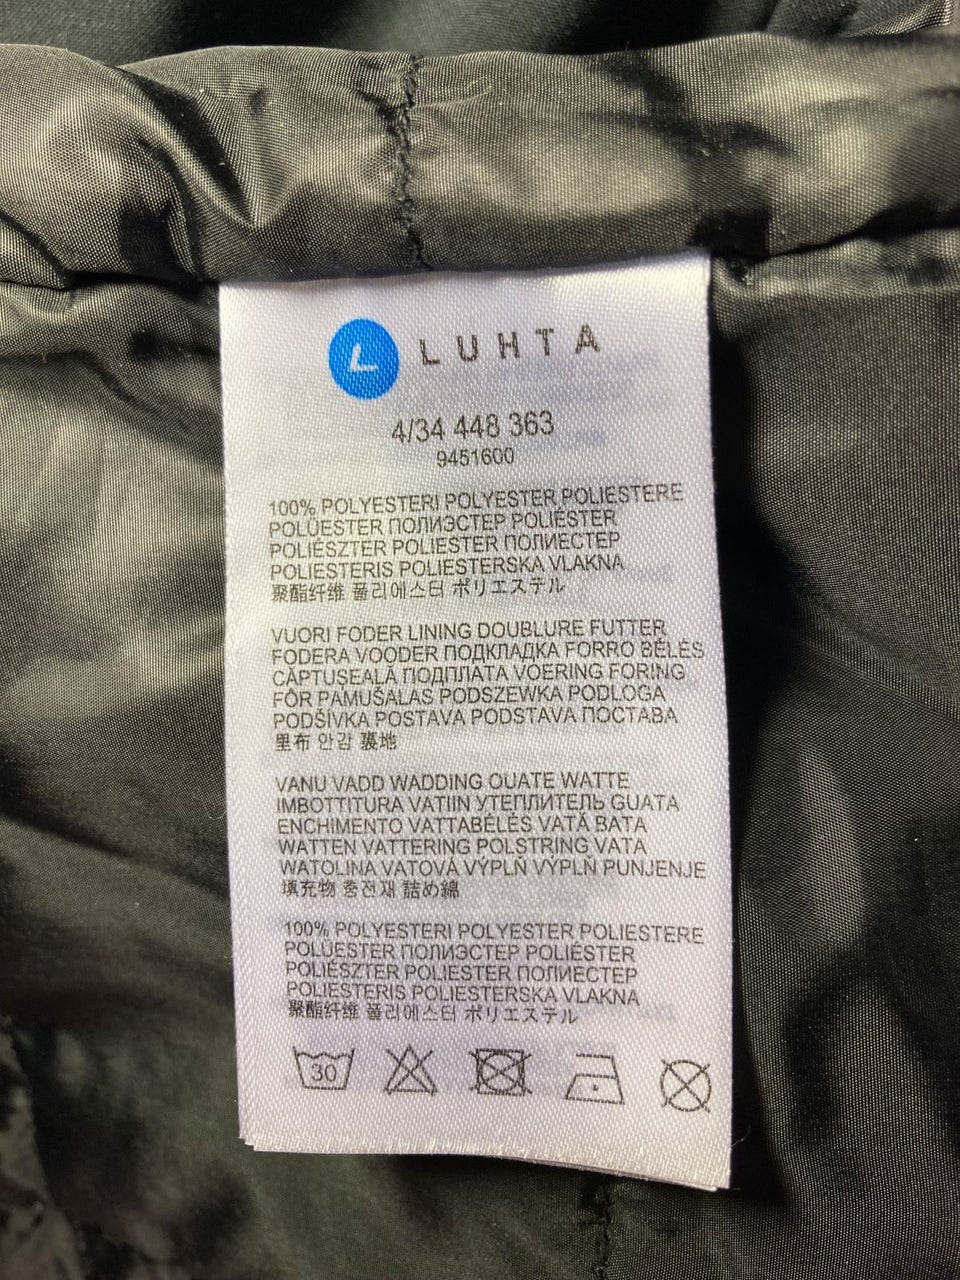 L LUHTA
4/34 448 363
9451600
100% POLYESTERI POLYESTER POLIESTERE
POLÜESTER ПОЛИЭСТЕР POLIÉSTER
POLIÉSZTER POLIESTER ПОЛИЕСТЕР
POLIESTERIS POLIESTERSKA VLAKNA
聚酯纤维 폴리에스터 ポリエステル
VUORI FODER LINING DOUBLURE FUTTER
FODERA VOODER ПОДКЛАДКА FORRO BÉLÉS
CĂPTUȘEALĂ ПОДПЛАТА VOERING FORING
FÔR PAMUŠALAS PODSZEWKA PODLOGA
PODŠÍVKA POSTAVA PODSTAVA ПОСТАВА
里布 안감 裏地
VANU VADD WADDING OUATE WATTE
IMBOTTITURA VATIIN УТЕПЛИТЕЛЬ GUATA
ENCHIMENTO VATTABÉLÉS VATĂ ВАТА
WATTEN VATTERING POLSTRING VATA
WATOLINA VATOVÁ VÝPLŇ VÝPLŇ PUNJENJE
填充物 충전재 詰め綿
100% POLYESTERI POLYESTER POLIESTERE
POLÜESTER ПОЛИЭСТЕР POLIÉSTER
POLIÉSZTER POLIESTER ПОЛИЕСТЕР
POLIESTERIS POLIESTERSKA VLAKNA
聚酯纤维 폴리에스터 ポリエステル
30